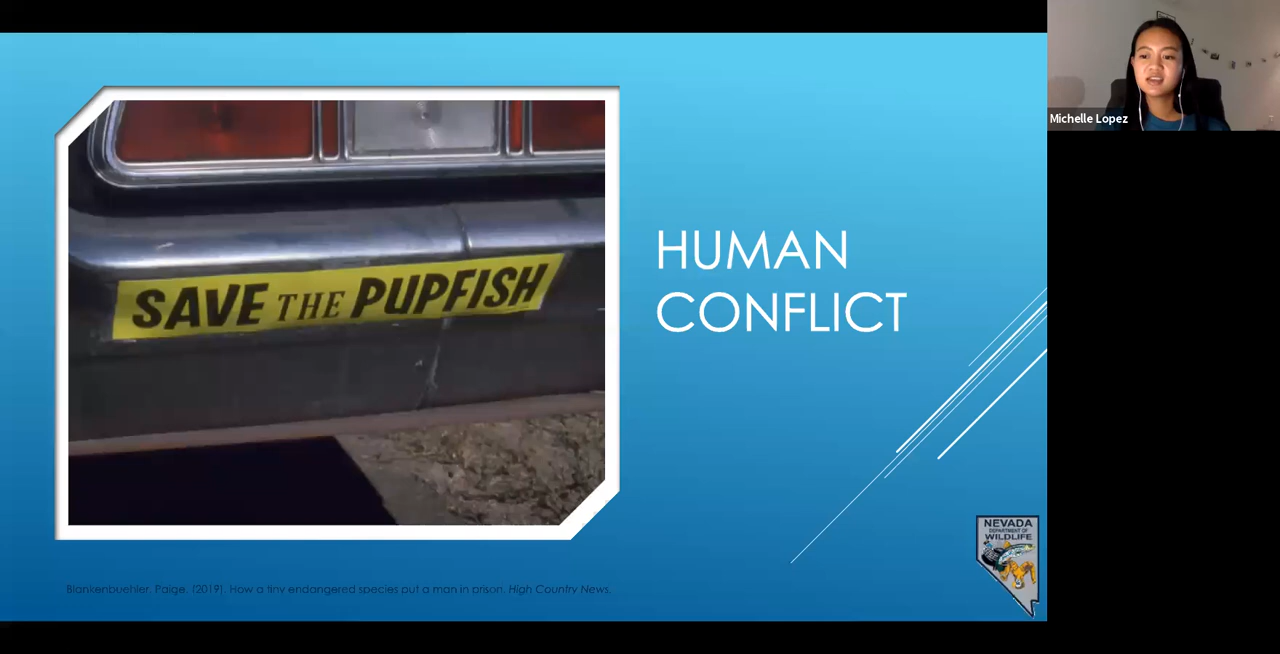 SAVE THE PUPFISH
HUMAN
CONFLICT
Blankenbuehler, Paige. (2019). How a tiny endangered species put a man in prison. High Country News.
NEVADA
DEPARTMENT OF
WILDLIFE
Michelle Lopez